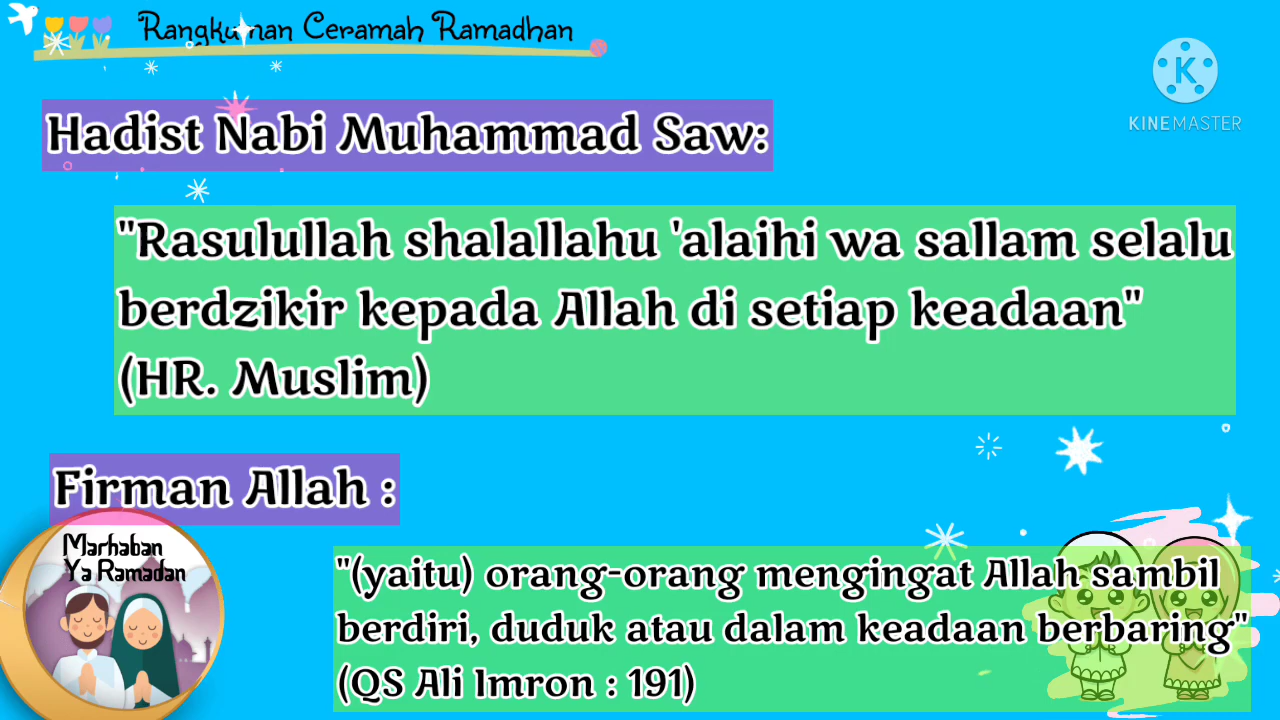 Rangkuman Ceramah Ramadhan
KINEMASTER
Hadist Nabi Muhammad Saw:
"Rasulullah shalallahu 'alaihi wa sallam selalu
berdzikir kepada Allah di setiap keadaan"
(HR. Muslim)
Firman Allah :
Marhaban
Ya Ramadan
"(yaitu) orang-orang mengingat Allah sambil
berdiri, duduk atau dalam keadaan berbaring"
(QS Ali Imron : 191)